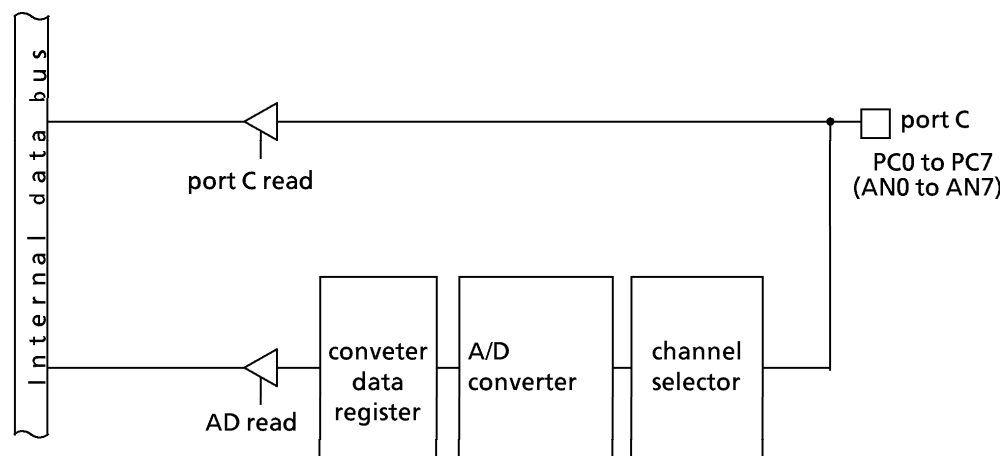 Internal data bus
port C
port C read
PC0 to PC7
(AN0 to AN7)
conveter
data
register
A/D
converter
channel
selector
AD read